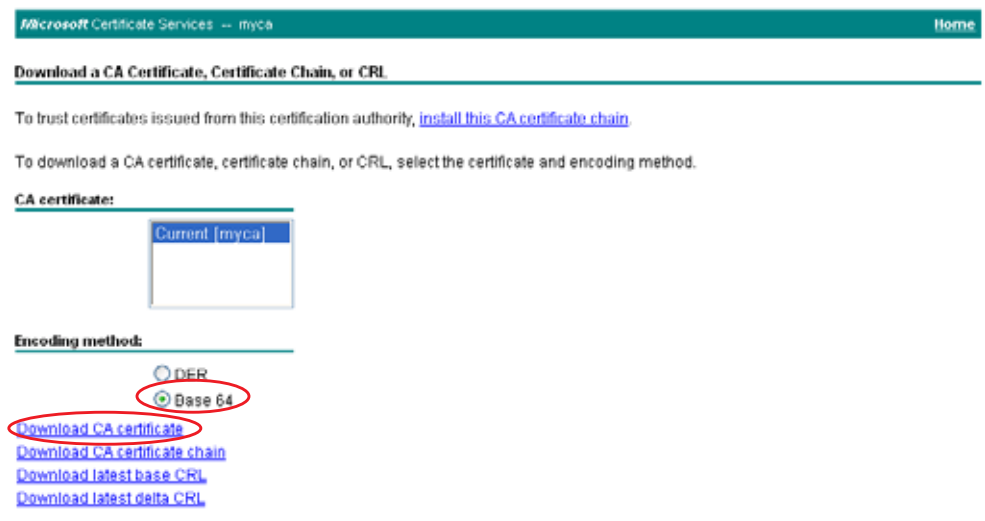 Microsoft Certificate Services -- myca Home
Download a CA Certificate, Certificate Chain, or CRL
To trust certificates issued from this certification authority, install this CA certificate chain.
To download a CA certificate, certificate chain, or CRL, select the certificate and encoding method.
CA certificate:
Current [myca]
Encoding method:
DER
Base 64
Download CA certificate
Download CA certificate chain
Download latest base CRL
Download latest delta CRL